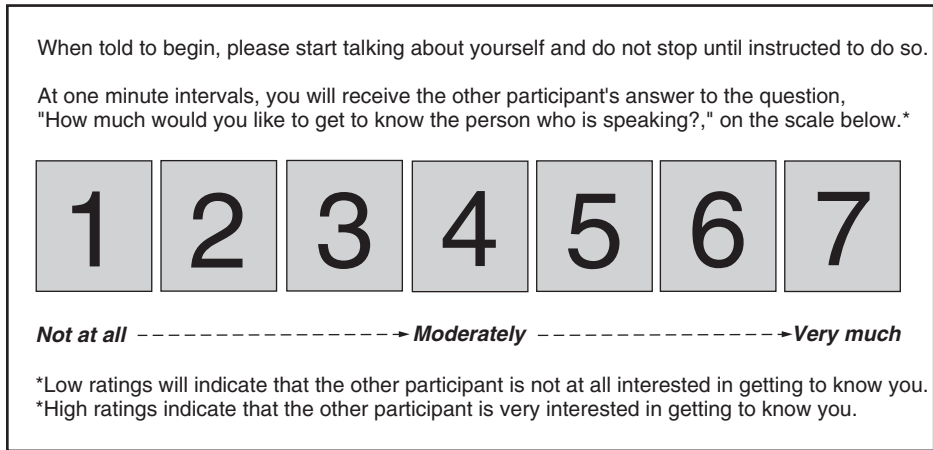 When told to begin, please start talking about yourself and do not stop until instructed to do so.
At one minute intervals, you will receive the other participant's answer to the question,
"How much would you like to get to know the person who is speaking?," on the scale below.*
1 2 3 4 5 6 7
Not at all Moderately Very much
*Low ratings will indicate that the other participant is not at all interested in getting to know you.
*High ratings indicate that the other participant is very interested in getting to know you.